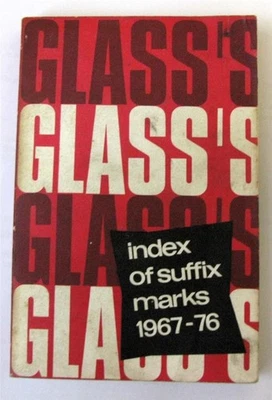 GLASS'S
GLASS'S
GLASS'S
GLASS'S
index
of suffix
marks
1967-76